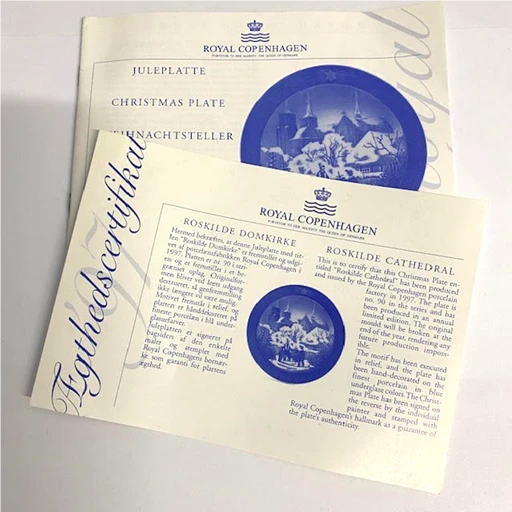 ROYAL COPENHAGEN
PURVEYOR TO HER MAJESTY THE QUEEN OF DENMARK
JULEPLATTE
CHRISTMAS PLATE
WEIHNACHTSTELLER
Ægthedscertifikat
ROYAL COPENHAGEN
PURVEYOR TO HER MAJESTY THE QUEEN OF DENMARK
ROSKILDE DOMKIRKE
Hermed bekræftes, at denne Juleplatte med tit-
len "Roskilde Domkirke" er fremstillet og udgi-
vet af porcelænsfabrikken Royal Copenhagen i
1997. Platten er nr. 90 i seri-
en og er fremstillet i et be-
grænset oplag. Originalfor-
men bliver ved årets udgang
destrueret, så genfremstilling
ikke længere vil være mulig.
Motivet fremstår i relief, og
platten er hånddekoreret på
fineste porcelæn i blå under-
glasurfarver.
Juleplatten er signeret på
bagsiden af den enkelte
maler og stemplet med
Royal Copenhagens bomær-
ke som garanti for plattens
ægthed.
ROSKILDE CATHEDRAL
This is to certify that this Christmas Plate en-
titled "Roskilde Cathedral" has been produced
and issued by the Royal Copenhagen porcelain
factory in 1997. The plate is
no. 90 in the series and has
been produced in an annual
limited edition. The original
mould will be broken at the
end of the year, rendering any
future production impos-
sible.
The motif has been executed
in relief, and the plate has
been hand-decorated on the
finest porcelain in blue
underglaze colors. The Christ-
mas Plate has been signed on
the reverse by the individual
painter and stamped with
Royal Copenhagen's hallmark as a guarantee of
the plate's authenticity.